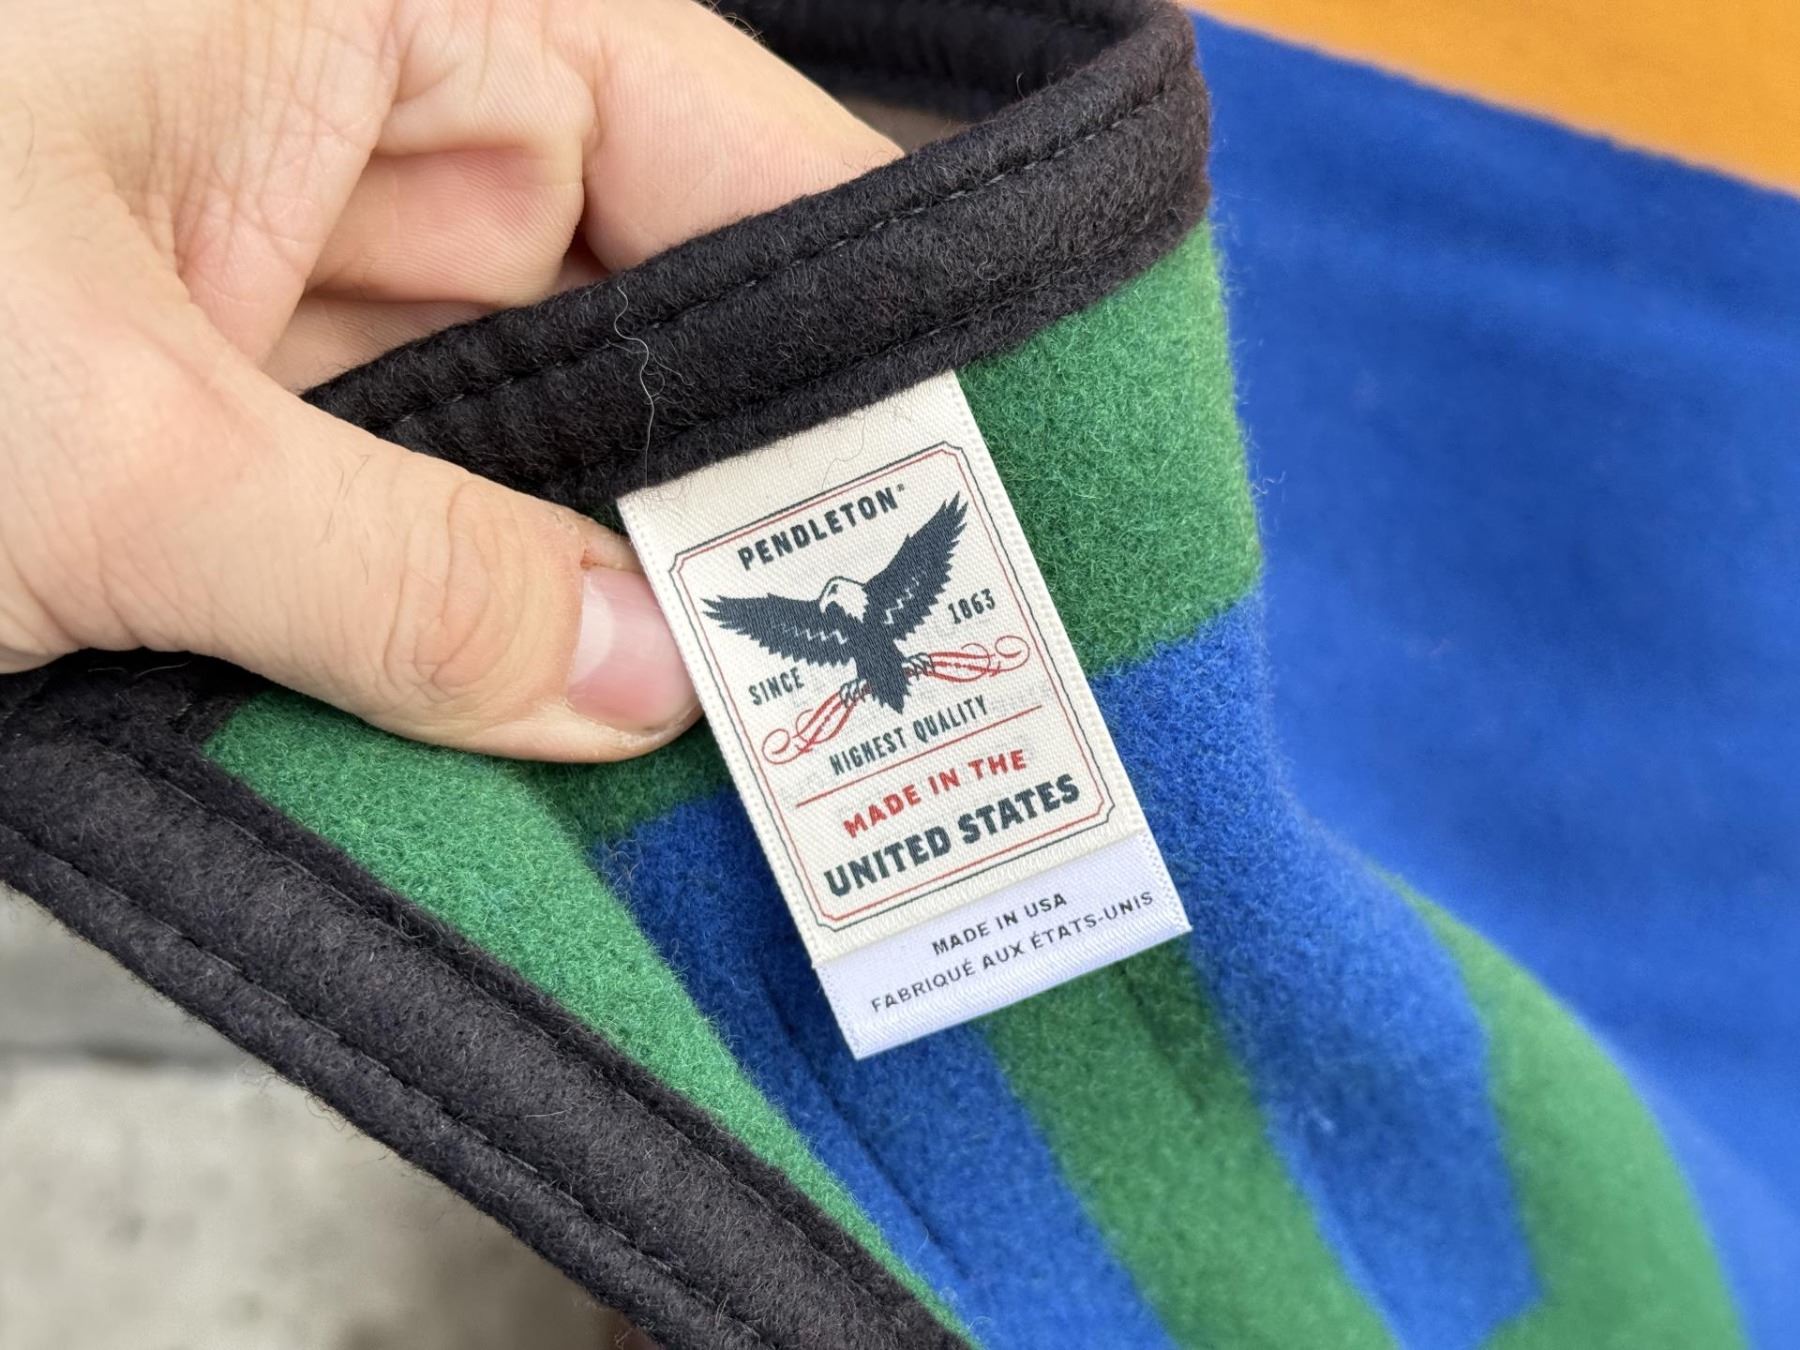 PENDLETON®
1863
SINCE
HIGHEST QUALITY
MADE IN THE
UNITED STATES
MADE IN USA
FABRIQUÉ AUX ÉTATS-UNIS